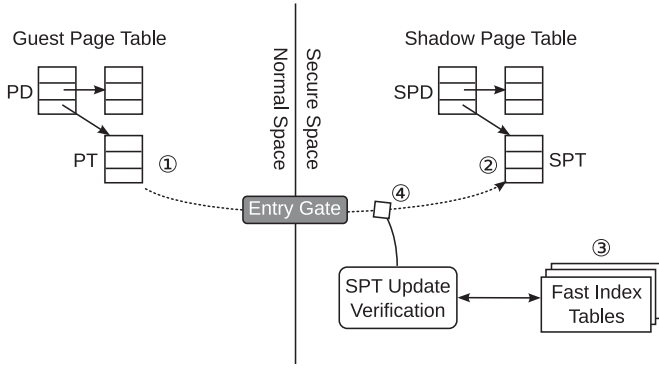 Guest Page Table
Shadow Page Table
PD
SPD
PT
①
Normal Space
Secure Space
②
SPT
Entry Gate
④
SPT Update
Verification
③
Fast Index
Tables